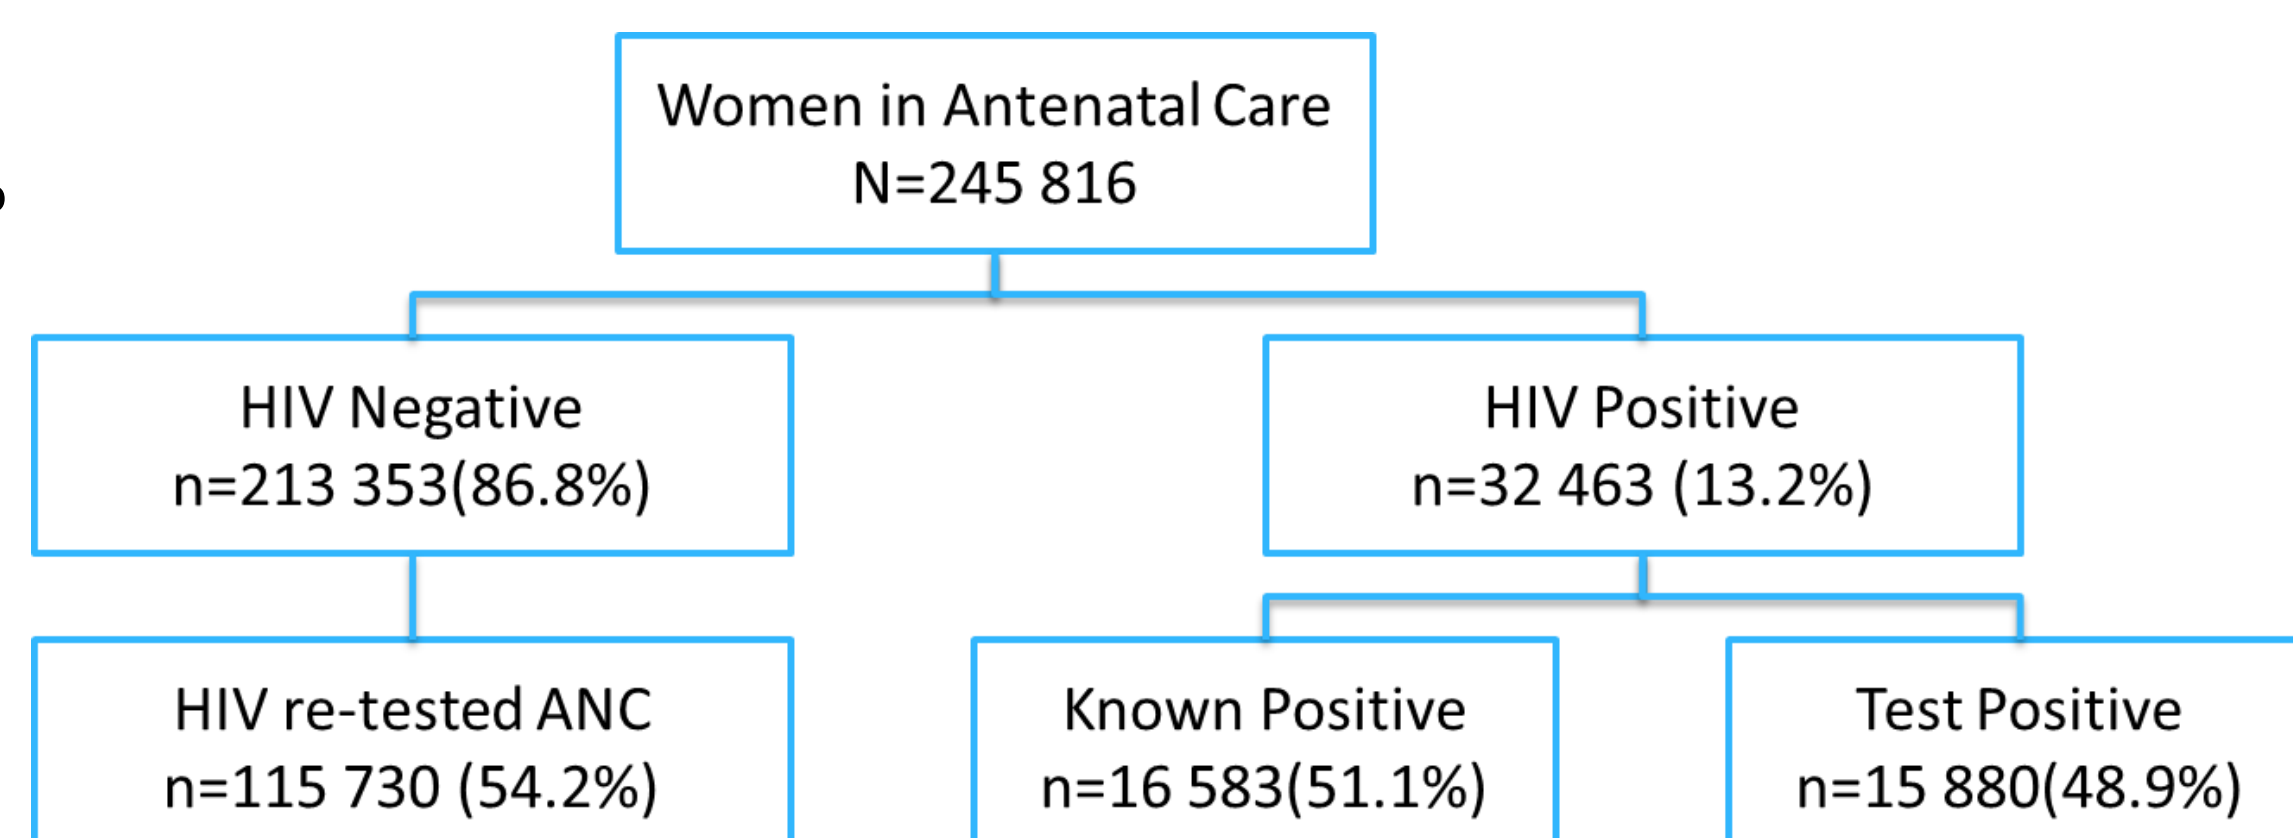 Women in Antenatal Care
N=245 816
HIV Negative
n=213 353(86.8%)
HIV Positive
n=32 463 (13.2%)
HIV re-tested ANC
n=115 730 (54.2%)
Known Positive
n=16 583(51.1%)
Test Positive
n=15 880(48.9%)